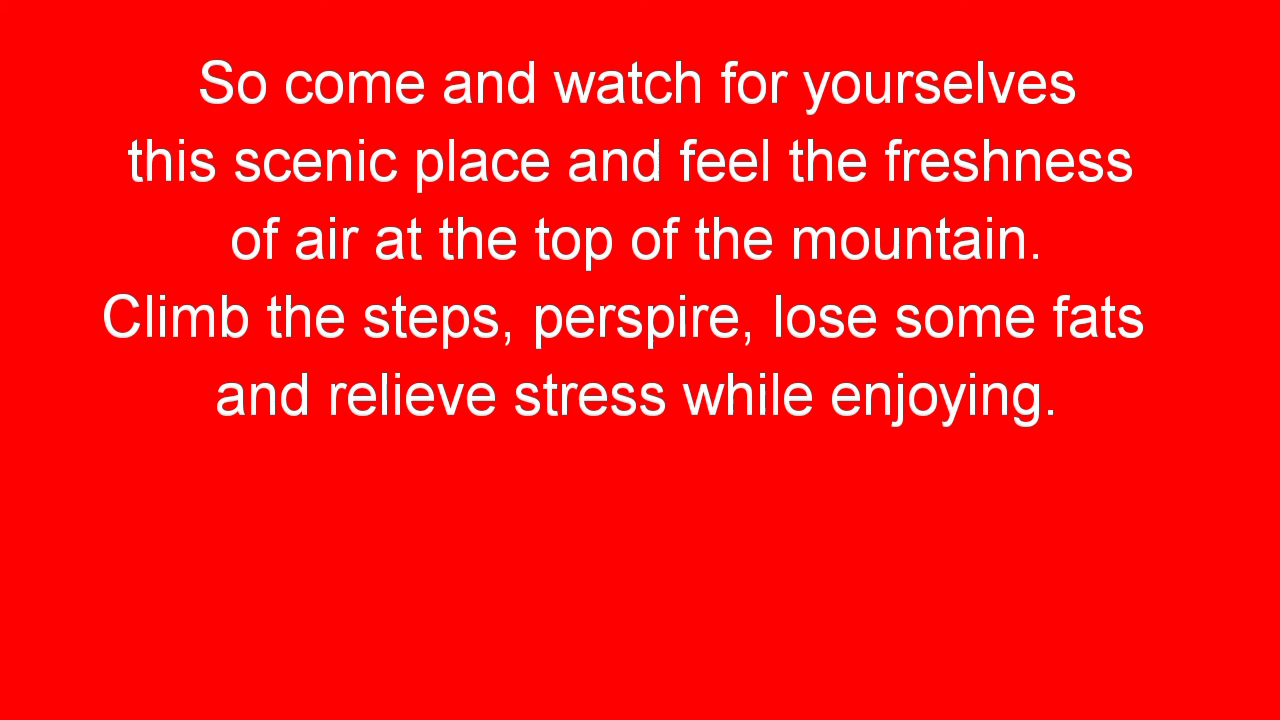 So come and watch for yourselves
this scenic place and feel the freshness
of air at the top of the mountain.
Climb the steps, perspire, lose some fats
and relieve stress while enjoying.